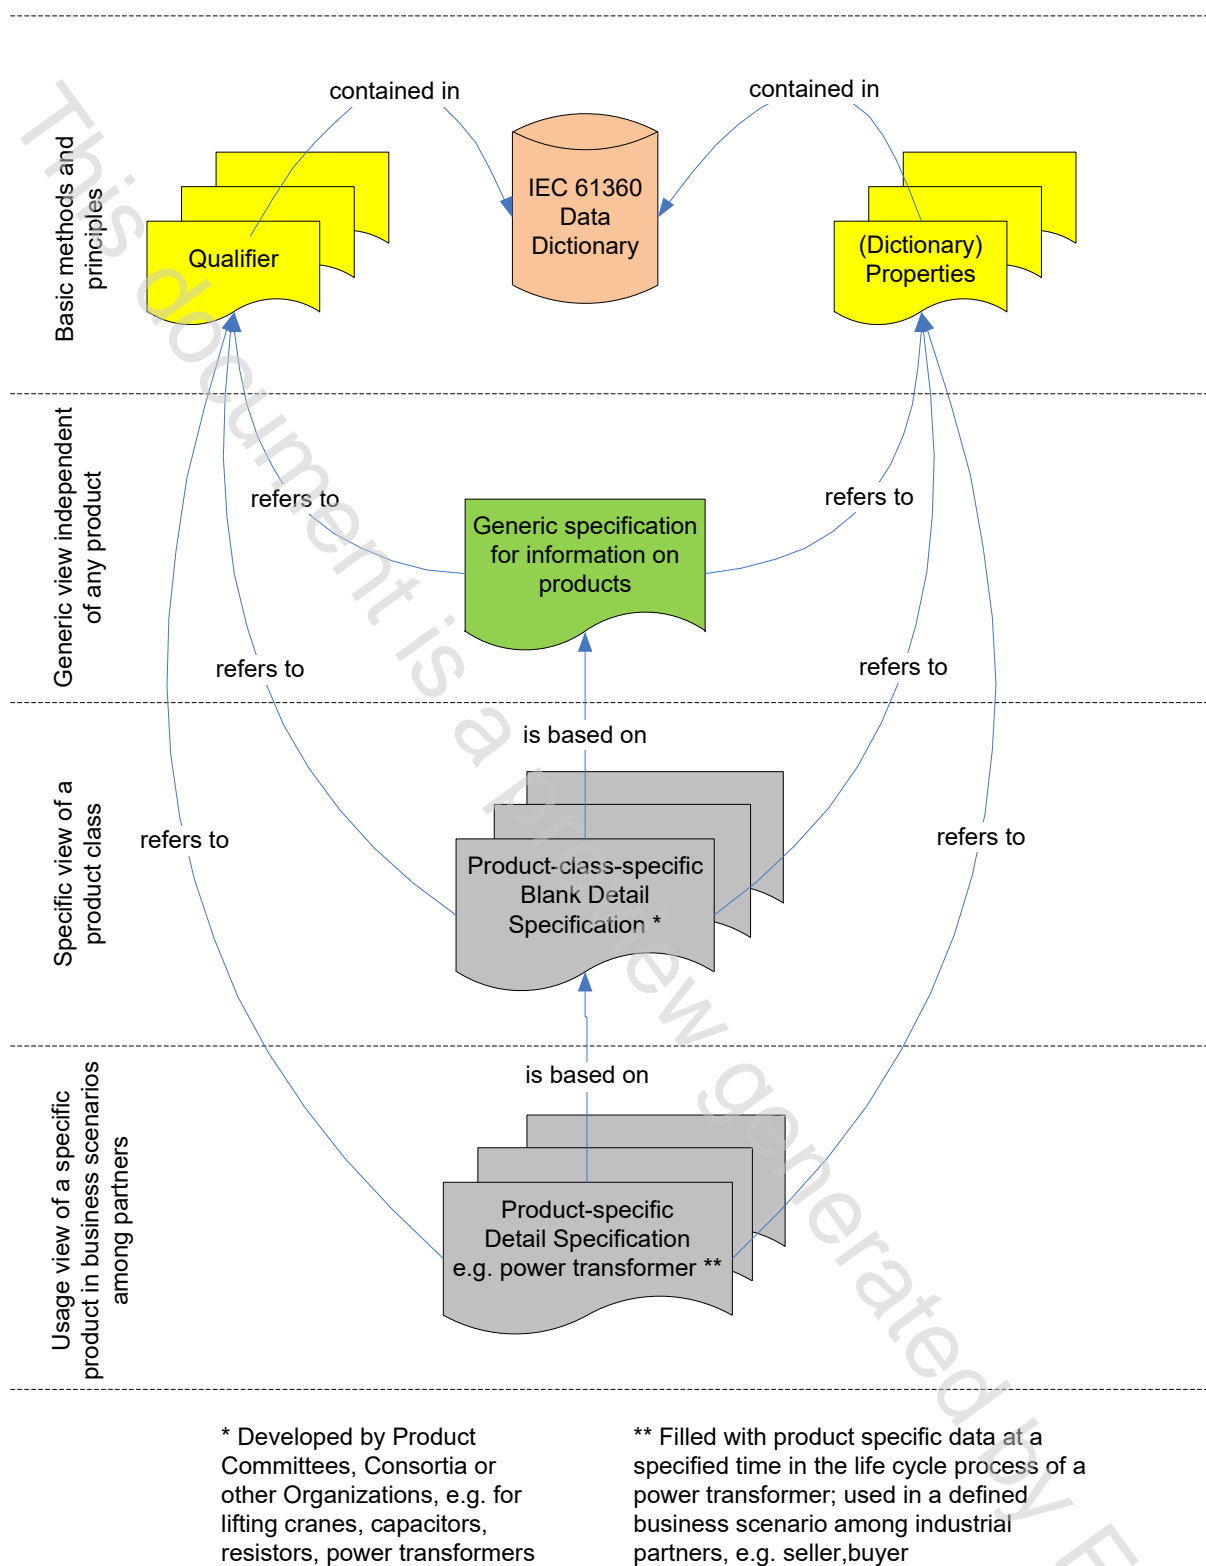 contained in
contained in
Basic methods and
principles
IEC 61360
Data
Dictionary
Qualifier
(Dictionary)
Properties
Generic view independent
of any product
refers to
refers to
Generic specification
for information on
products
refers to
refers to
is based on
Specific view of a
product class
refers to
refers to
Product-class-specific
Blank Detail
Specification *
is based on
Usage view of a specific
product in business scenarios
among partners
Product-specific
Detail Specification
e.g. power transformer **
* Developed by Product
Committees, Consortia or
other Organizations, e.g. for
lifting cranes, capacitors,
resistors, power transformers
** Filled with product specific data at a
specified time in the life cycle process of a
power transformer; used in a defined
business scenario among industrial
partners, e.g. seller,buyer
This document is a preview generated by